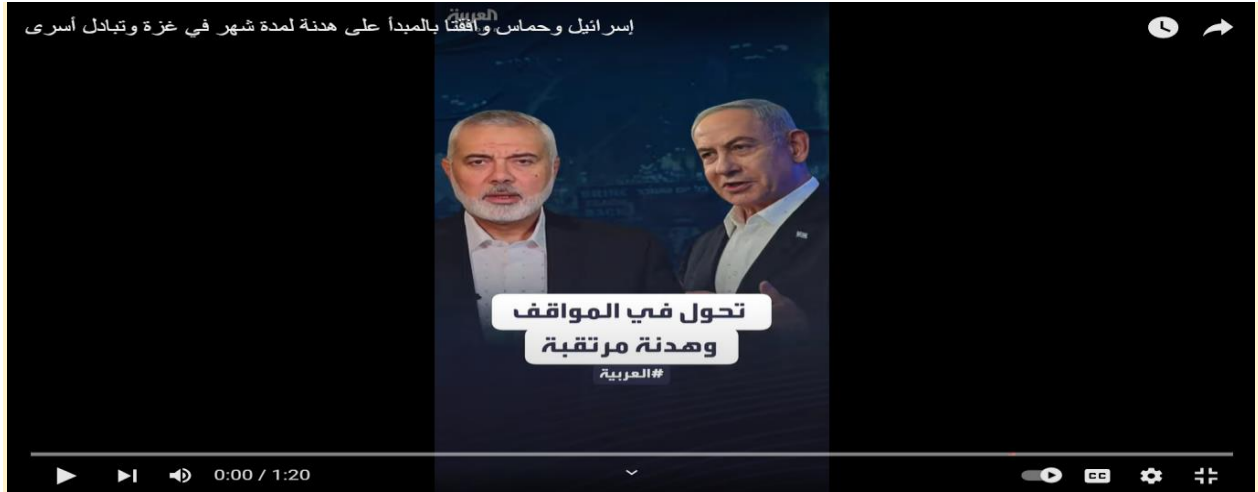 إسرائيل وحماس وافقتا بالمبدأ على هدنة لمدة شهر في غزة وتبادل أسرى
العربية
تحول في المواقف
وهدنة مرتقبة
#العربية
0:00 / 1:20
CC